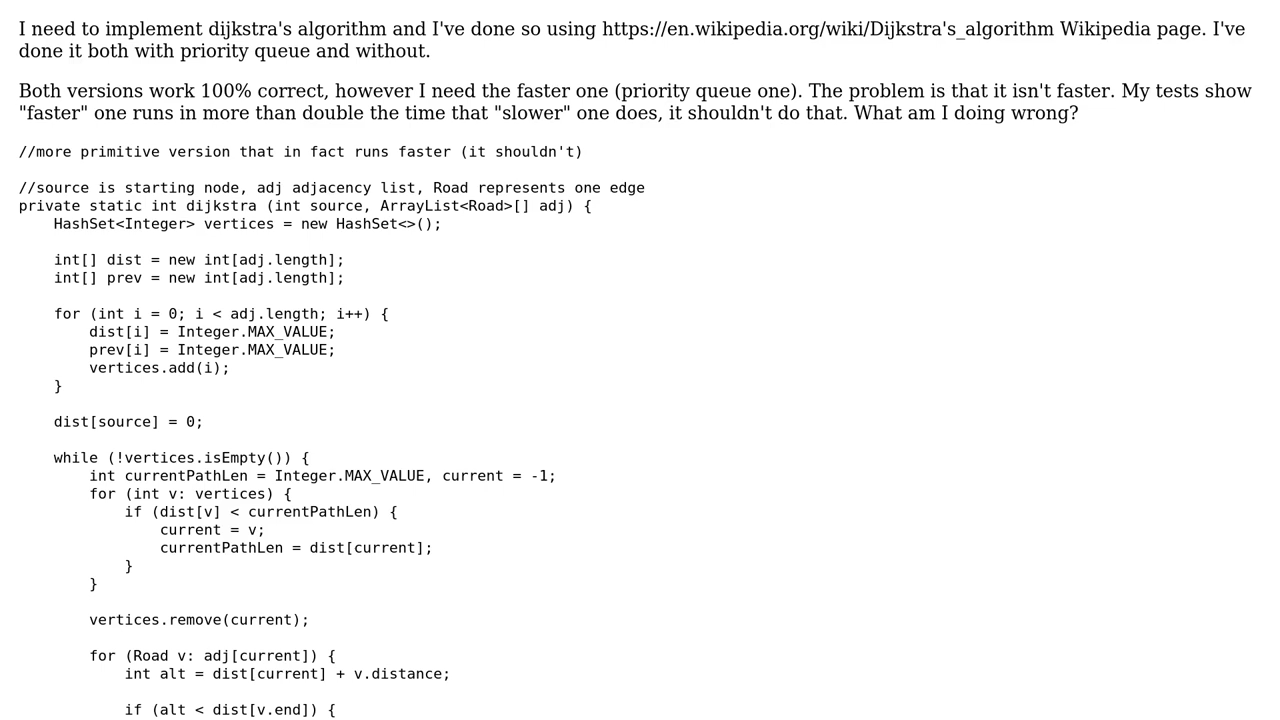 I need to implement dijkstra's algorithm and I've done so using https://en.wikipedia.org/wiki/Dijkstra's_algorithm Wikipedia page. I've
done it both with priority queue and without.
Both versions work 100% correct, however I need the faster one (priority queue one). The problem is that it isn't faster. My tests show
"faster" one runs in more than double the time that "slower" one does, it shouldn't do that. What am I doing wrong?
//more primitive version that in fact runs faster (it shouldn't)
//source is starting node, adj adjacency list, Road represents one edge
private static int dijkstra (int source, ArrayList<Road>[] adj) {
    HashSet<Integer> vertices = new HashSet<>();
    int[] dist = new int[adj.length];
    int[] prev = new int[adj.length];
    for (int i = 0; i < adj.length; i++) {
        dist[i] = Integer.MAX_VALUE;
        prev[i] = Integer.MAX_VALUE;
        vertices.add(i);
    }
    dist[source] = 0;
    while (!vertices.isEmpty()) {
        int currentPathLen = Integer.MAX_VALUE, current = -1;
        for (int v: vertices) {
            if (dist[v] < currentPathLen) {
                current = v;
                currentPathLen = dist[current];
            }
        }
        vertices.remove(current);
        for (Road v: adj[current]) {
            int alt = dist[current] + v.distance;
            if (alt < dist[v.end]) {